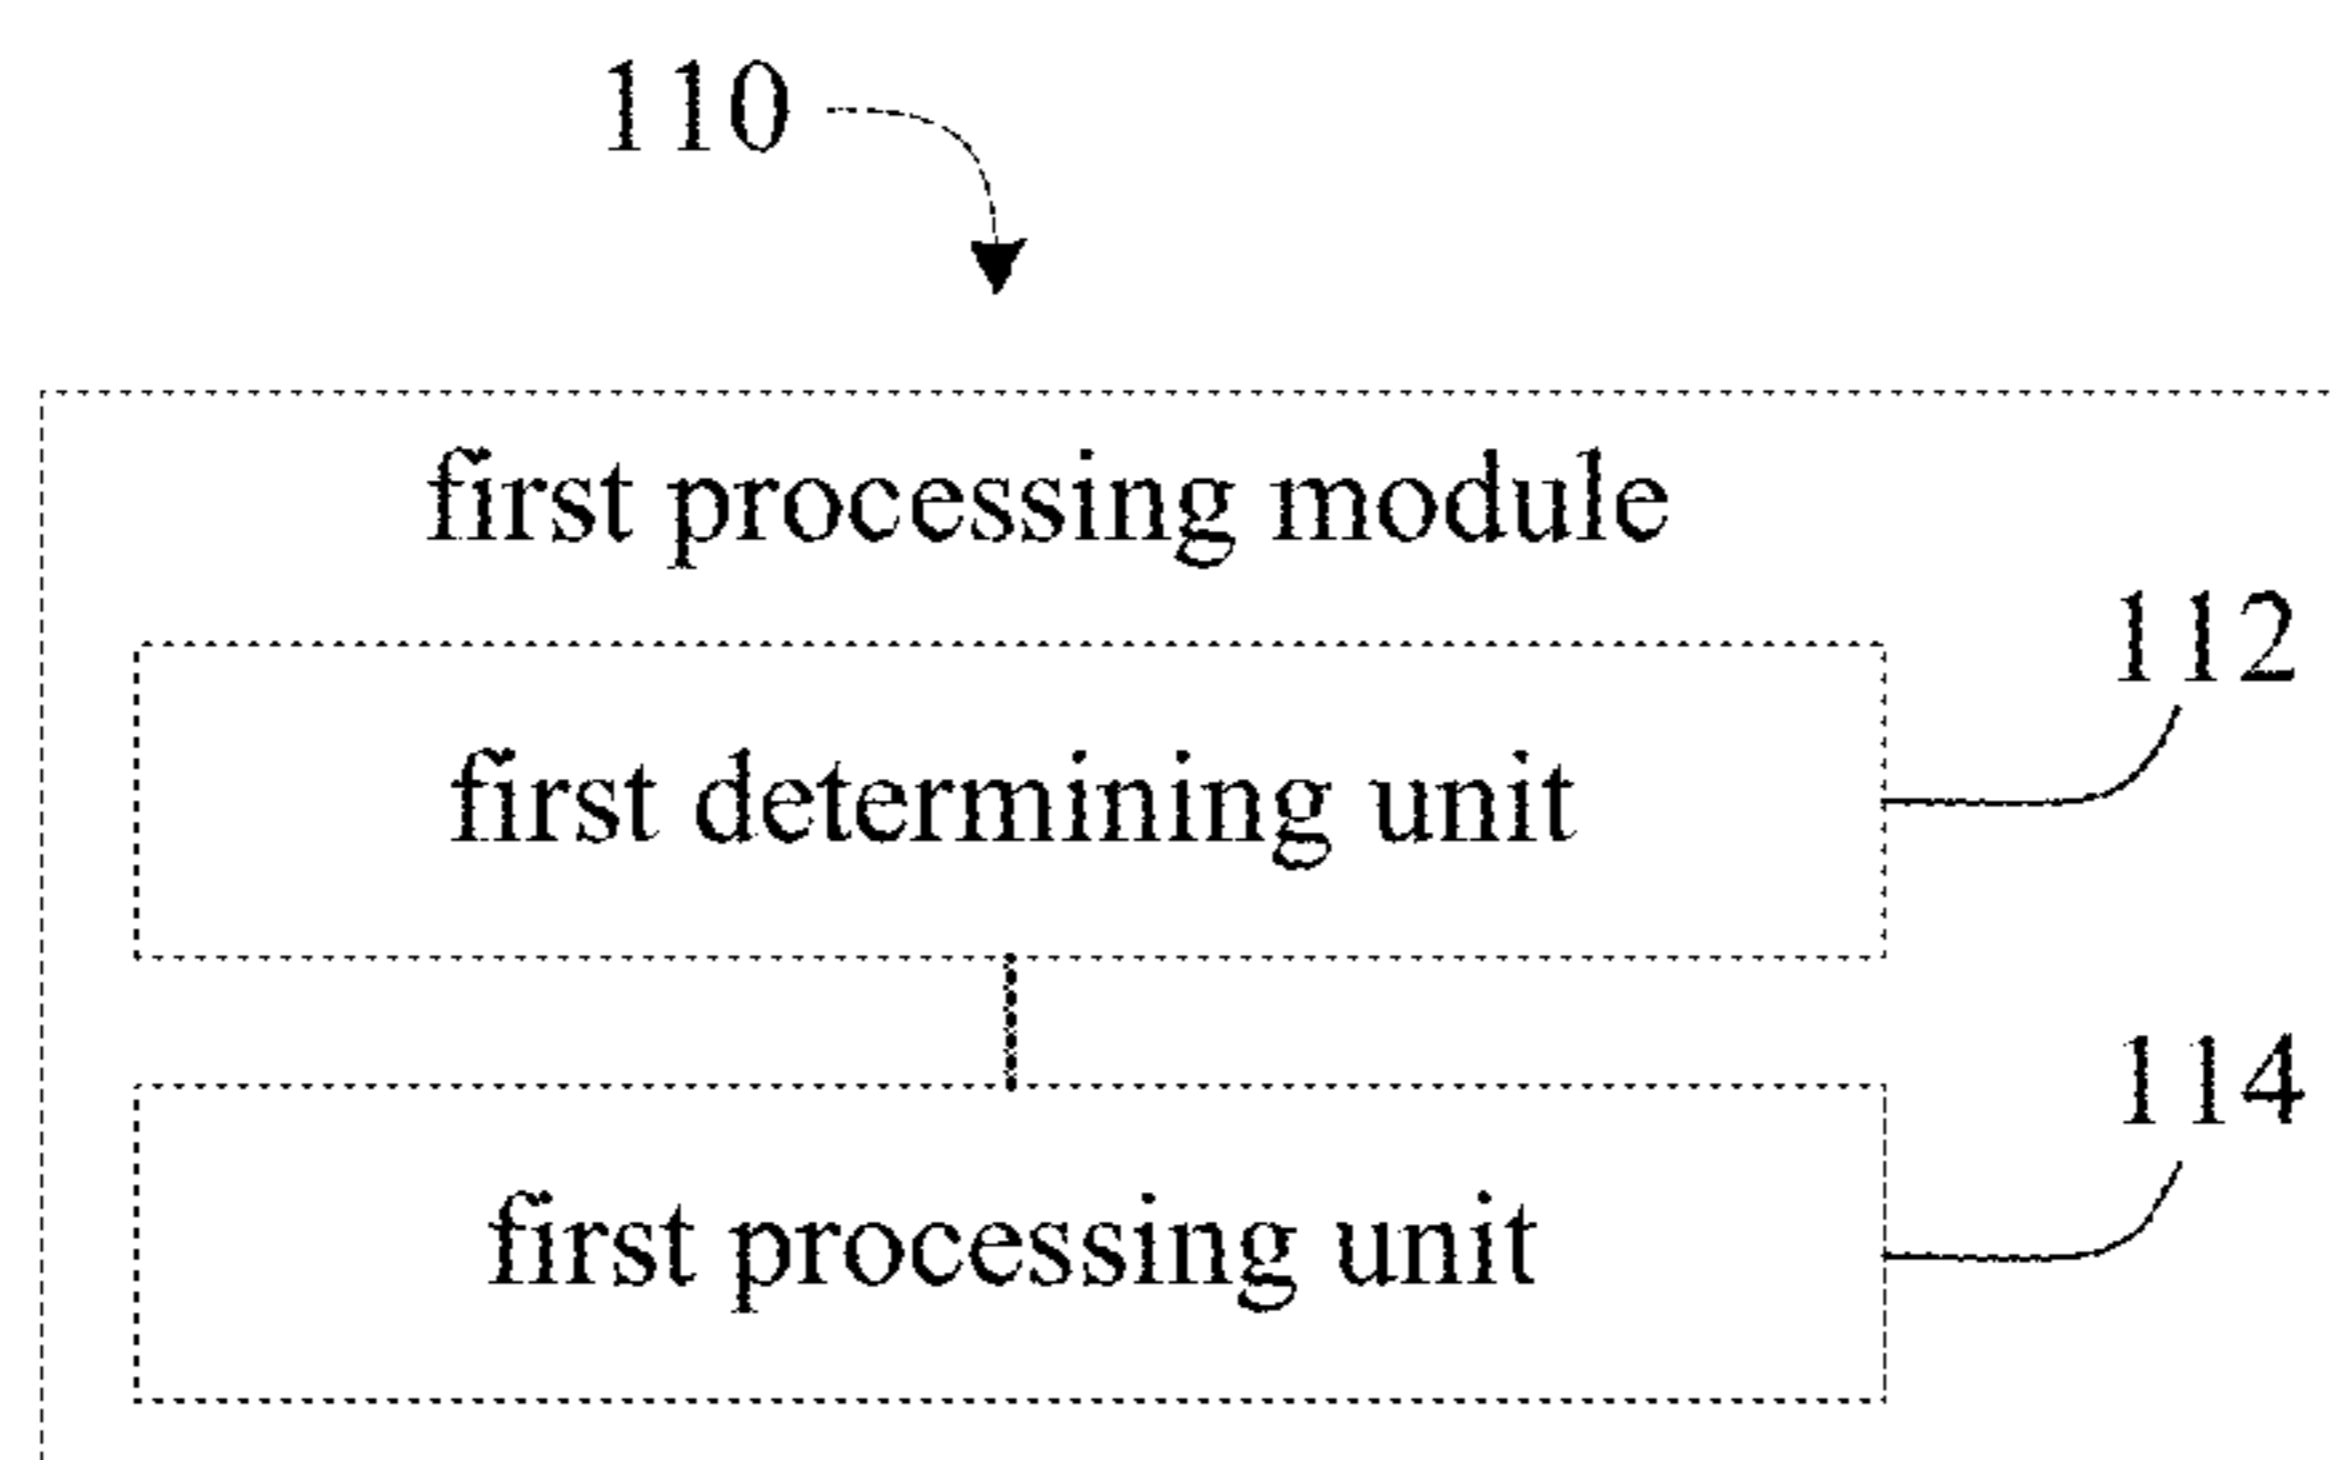 110
first processing module
112
first determining unit
114
first processing unit